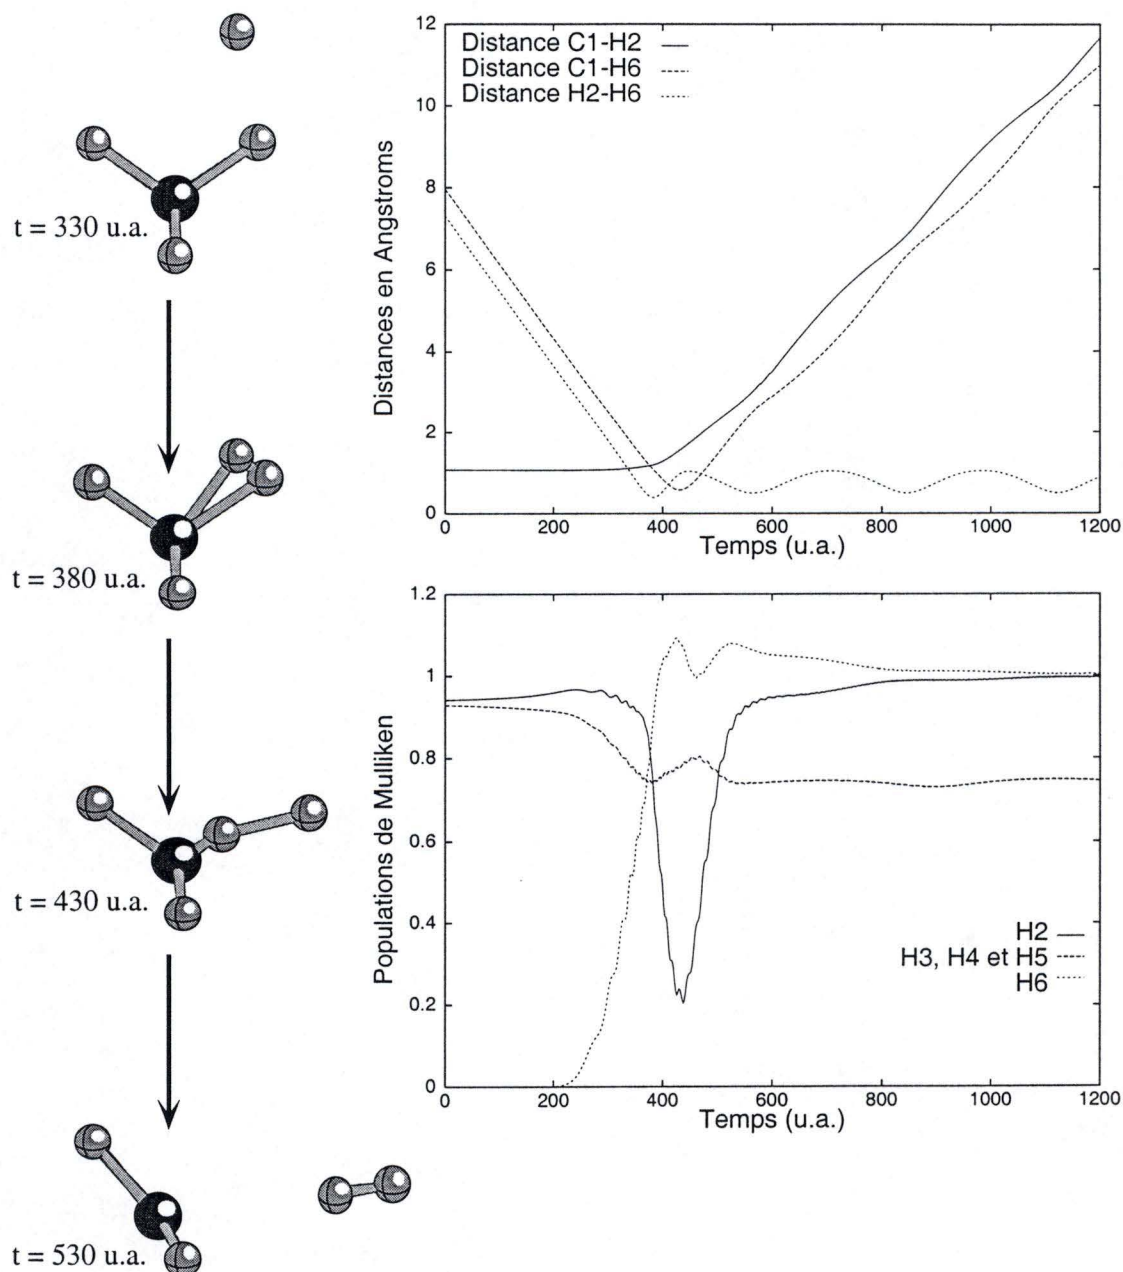 t = 330 u.a.
t = 380 u.a.
t = 430 u.a.
t = 530 u.a.
12
10
8
6
4
2
0
Distances en Angstroms
Distance C1-H2
Distance C1-H6
Distance H2-H6
0 200 400 600 800 1000 1200
Temps (u.a.)
1.2
1
0.8
0.6
0.4
0.2
0
Populations de Mulliken
H2
H3, H4 et H5
H6
0 200 400 600 800 1000 1200
Temps (u.a.)